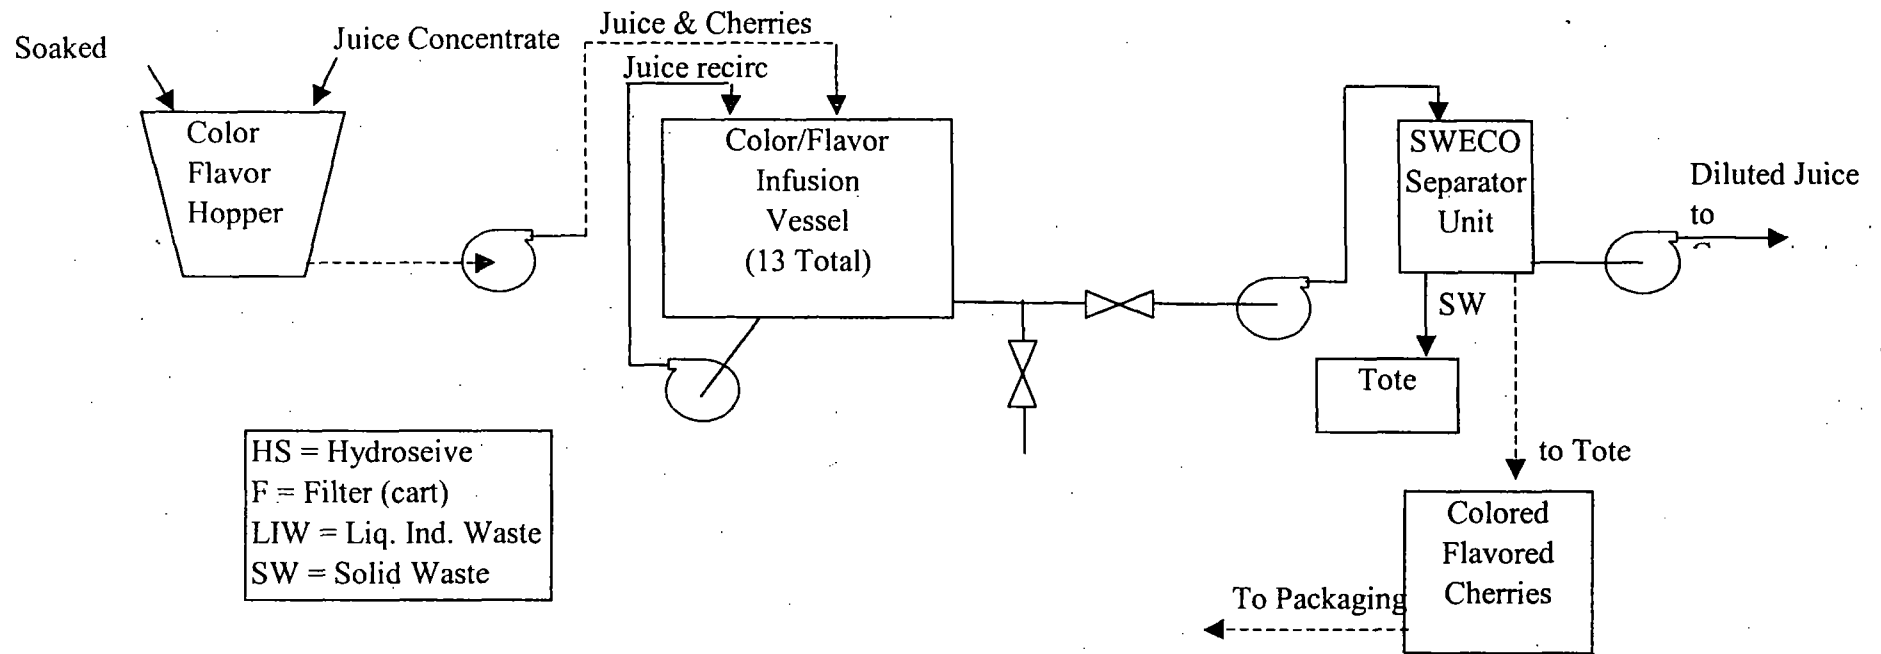 Soaked
Juice Concentrate
Juice & Cherries
Juice recirc
Color
Flavor
Hopper
Color/Flavor
Infusion
Vessel
(13 Total)
SWECO
Separator
Unit
Diluted Juice
to
SW
Tote
to Tote
Colored
Flavored
Cherries
To Packaging
HS = Hydroseive
F = Filter (cart)
LIW = Liq. Ind. Waste
SW = Solid Waste